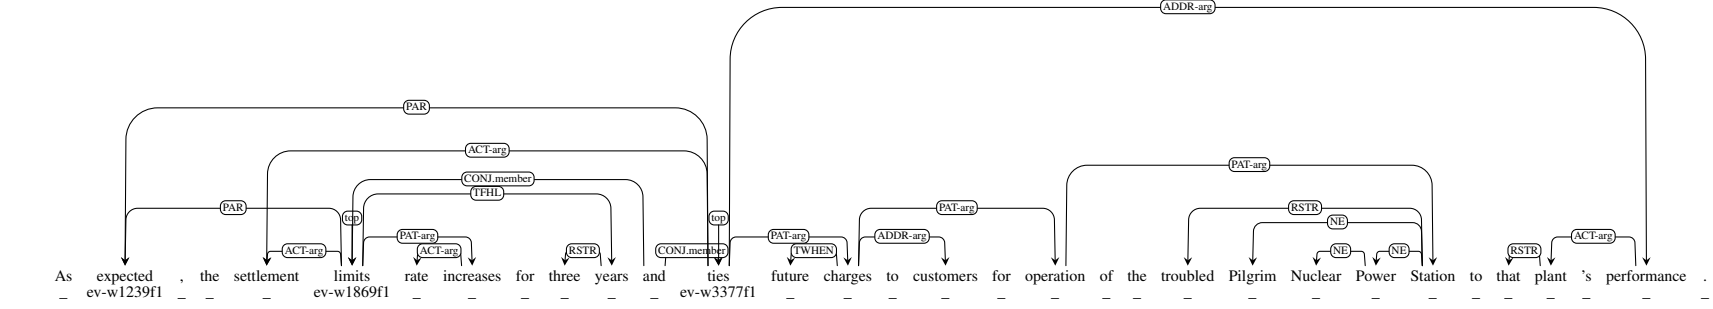 ADDR-arg
PAR
ACT-arg
PAT-arg
CONJ.member
TFHL
PAR PAT-arg RSTR
top top NE
PAT-arg PAT-arg ADDR-arg ACT-arg
ACT-arg ACT-arg RSTR CONJ.member TWHEN NE NE RSTR
As expected , the settlement limits rate increases for three years and ties future charges to customers for operation of the troubled Pilgrim Nuclear Power Station to that plant 's performance .
_ ev-w1239f1 _ _ _ ev-w1869f1 _ _ _ _ _ _ ev-w3377f1 _ _ _ _ _ _ _ _ _ _ _ _ _ _ _ _ _ _ _